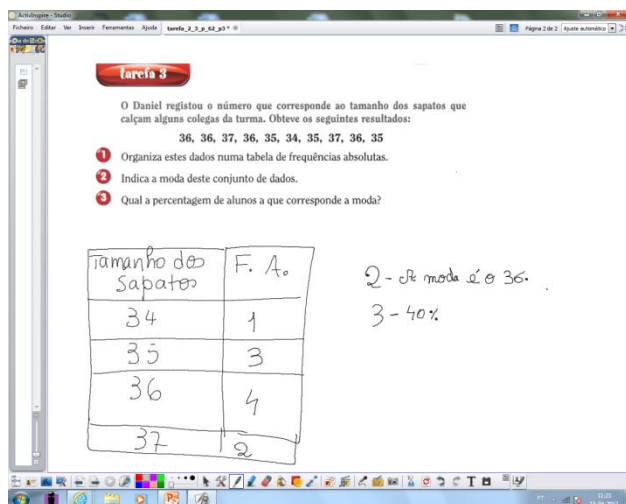 ActivInspire - Studio
Ficheiro Editar Ver Inserir Ferramentas Ajuda tarefa_2_3_p_62_p3* Página 2 de 2 Ajuste automático
tarefa 3
O Daniel registou o número que corresponde ao tamanho dos sapatos que
calçam alguns colegas da turma. Obteve os seguintes resultados:
36, 36, 37, 36, 35, 34, 35, 37, 36, 35
1 Organiza estes dados numa tabela de frequências absolutas.
2 Indica a moda deste conjunto de dados.
3 Qual a percentagem de alunos a que corresponde a moda?
Tamanho dos
Sapatos
F. A.
34 1
35 3
36 4
37 2
2 - A moda é o 36.
3 - 40%
PT 11:25